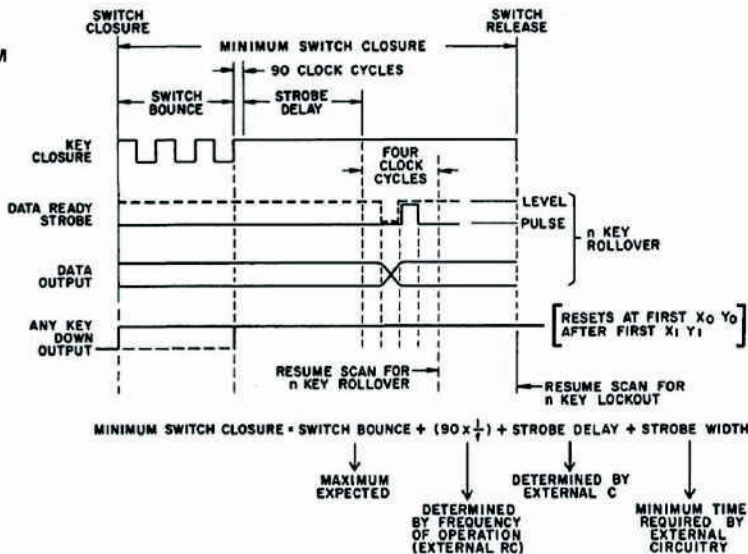 M
SWITCH CLOSURE
SWITCH RELEASE
MINIMUM SWITCH CLOSURE
90 CLOCK CYCLES
SWITCH BOUNCE
STROBE DELAY
KEY CLOSURE
FOUR CLOCK CYCLES
DATA READY STROBE
LEVEL
PULSE
n KEY ROLLOVER
DATA OUTPUT
ANY KEY DOWN OUTPUT
RESETS AT FIRST X0 Y0
AFTER FIRST X1 Y1
RESUME SCAN FOR
n KEY ROLLOVER
RESUME SCAN FOR
n KEY LOCKOUT
MINIMUM SWITCH CLOSURE = SWITCH BOUNCE + (90 x 1/f) + STROBE DELAY + STROBE WIDTH
MAXIMUM EXPECTED
DETERMINED BY FREQUENCY OF OPERATION (EXTERNAL RC)
DETERMINED BY EXTERNAL C
MINIMUM TIME REQUIRED BY EXTERNAL CIRCUITRY